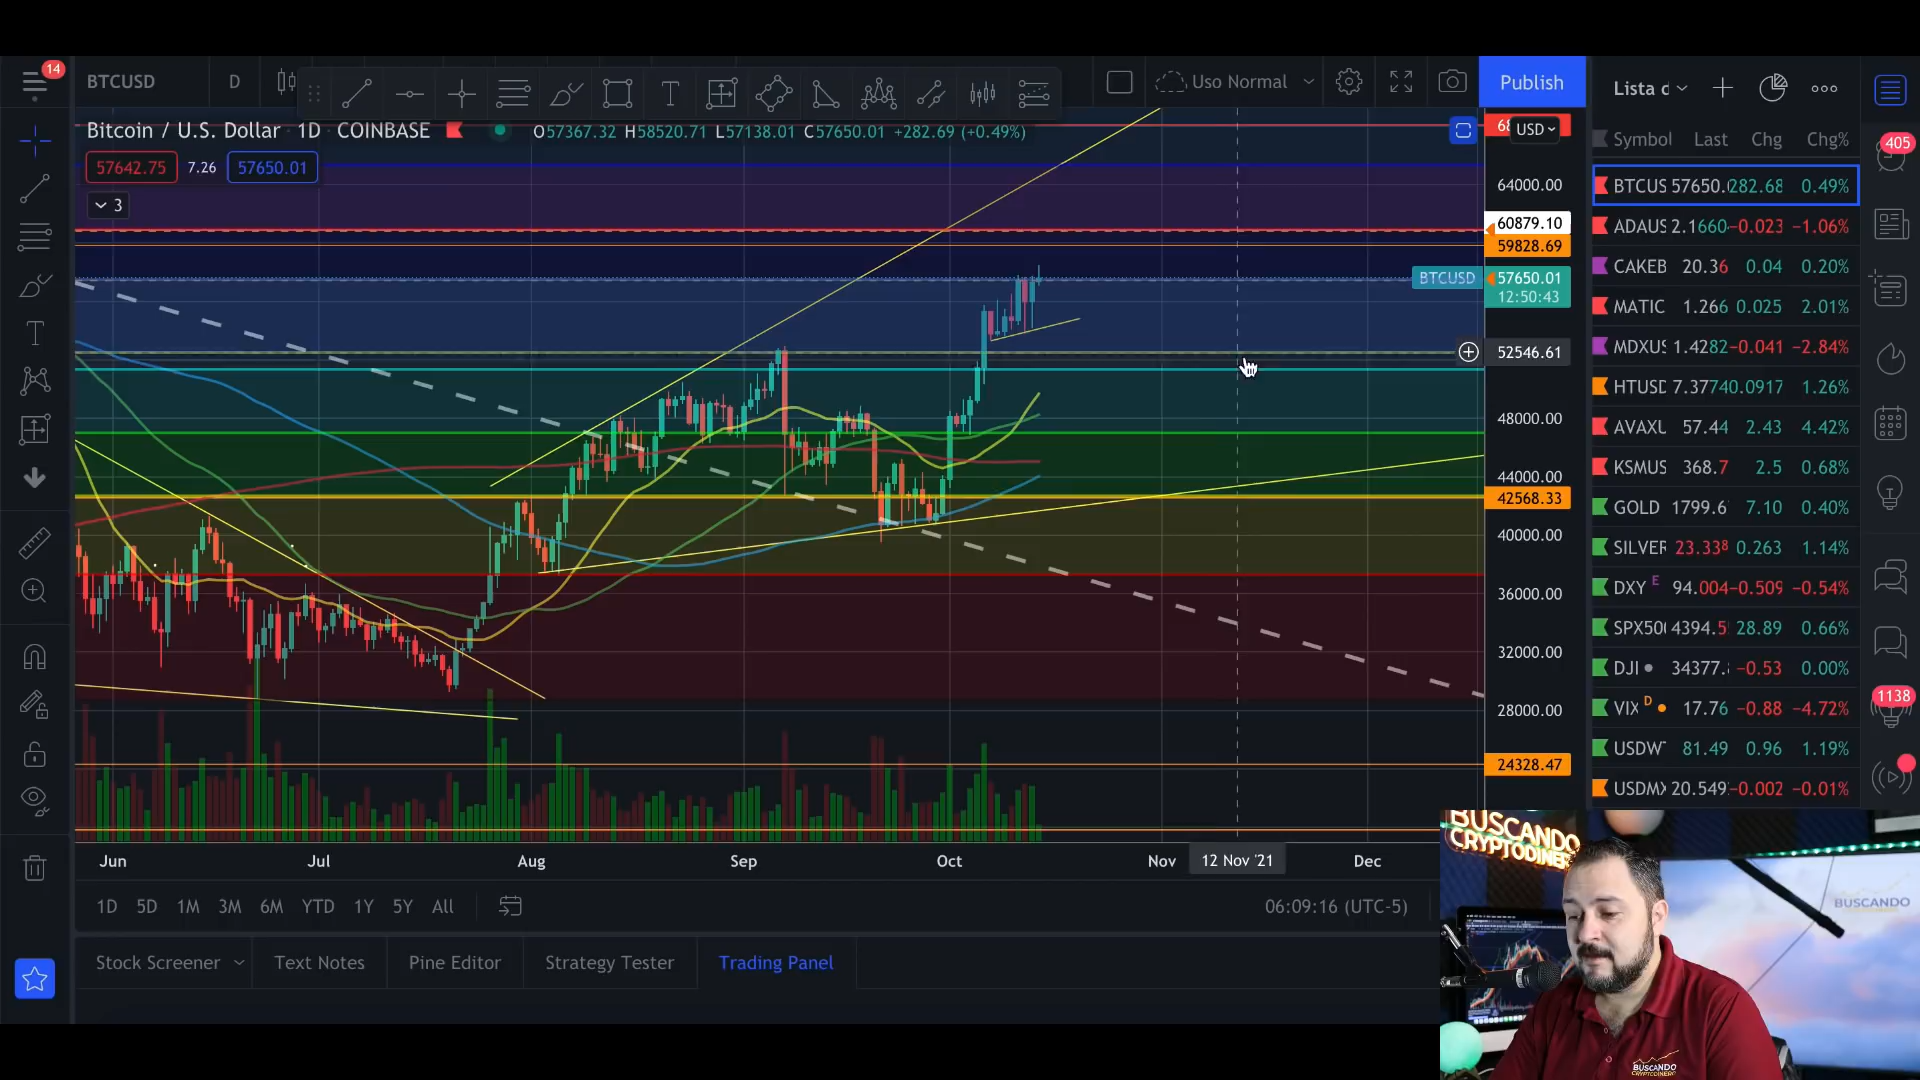 14
BTCUSD
D
T
Uso Normal
Publish
Lista d
Bitcoin / U.S. Dollar · 1D · COINBASE
O57367.32 H58520.71 L57138.01 C57650.01 +282.69 (+0.49%)
57642.75 7.26 57650.01
3
USD
64000.00
60879.10
59828.69
BTCUSD 57650.01
12:50:43
52546.61
48000.00
44000.00
42568.33
40000.00
36000.00
32000.00
28000.00
24328.47
Symbol Last Chg Chg%
BTCUS 57650. 282.68 0.49%
ADAUS 2.1660 −0.023 −1.06%
CAKEB 20.36 0.04 0.20%
MATIC 1.266 0.025 2.01%
MDXUS 1.4282 −0.041 −2.84%
HTUSD 7.3774 0.0917 1.26%
AVAXU 57.44 2.43 4.42%
KSMUS 368.7 2.5 0.68%
GOLD 1799.6 7.10 0.40%
SILVER 23.338 0.263 1.14%
DXY E 94.004 −0.509 −0.54%
SPX50 4394.5 28.89 0.66%
DJI 34377. −0.53 0.00%
VIX D 17.76 −0.88 −4.72%
USDW 81.49 0.96 1.19%
USDMX 20.549 −0.002 −0.01%
405
1138
Jun Jul Aug Sep Oct Nov 12 Nov '21 Dec
1D 5D 1M 3M 6M YTD 1Y 5Y All
06:09:16 (UTC-5)
Stock Screener Text Notes Pine Editor Strategy Tester Trading Panel
BUSCANDO
CRYPTODINERO
BUSCANDO
BUSCANDO
CRYPTODINERO